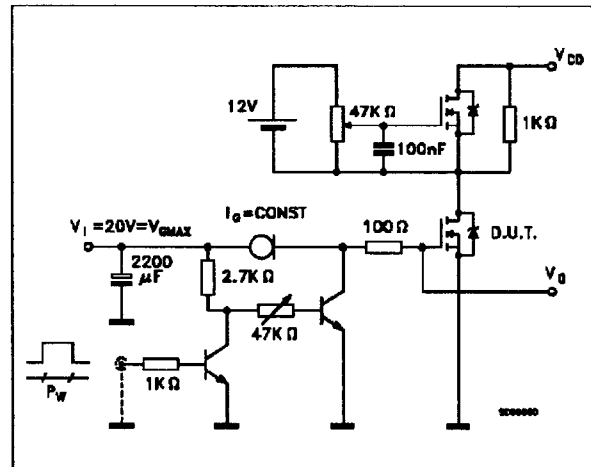 V_DD
12V
47KΩ
100nF
1KΩ
I_G=CONST
V_i =20V=V_GMAX
100Ω
D.U.T.
2200
μF
2.7KΩ
V_G
47KΩ
1KΩ
P_W